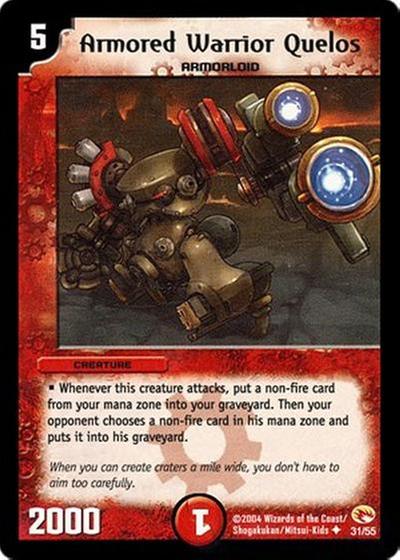 5
Armored Warrior Quelos
ARMORLOID
CREATURE
▪ Whenever this creature attacks, put a non-fire card
from your mana zone into your graveyard. Then your
opponent chooses a non-fire card in his mana zone and
puts it into his graveyard.
When you can create craters a mile wide, you don't have to
aim too carefully.
2000
1
©2004 Wizards of the Coast/
Shogakukan/Mitsui-Kids ♦ 31/55